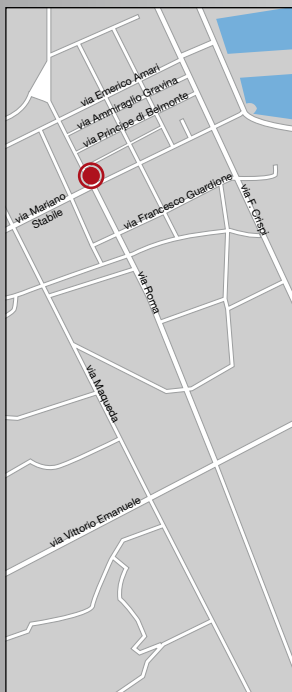 via Emerico Amari
via Ammiraglio Gravina
via Principe di Belmonte
via Mariano
Stabile
via Francesco Guardione
via F. Crispi
via Roma
via Maqueda
via Vittorio Emanuele